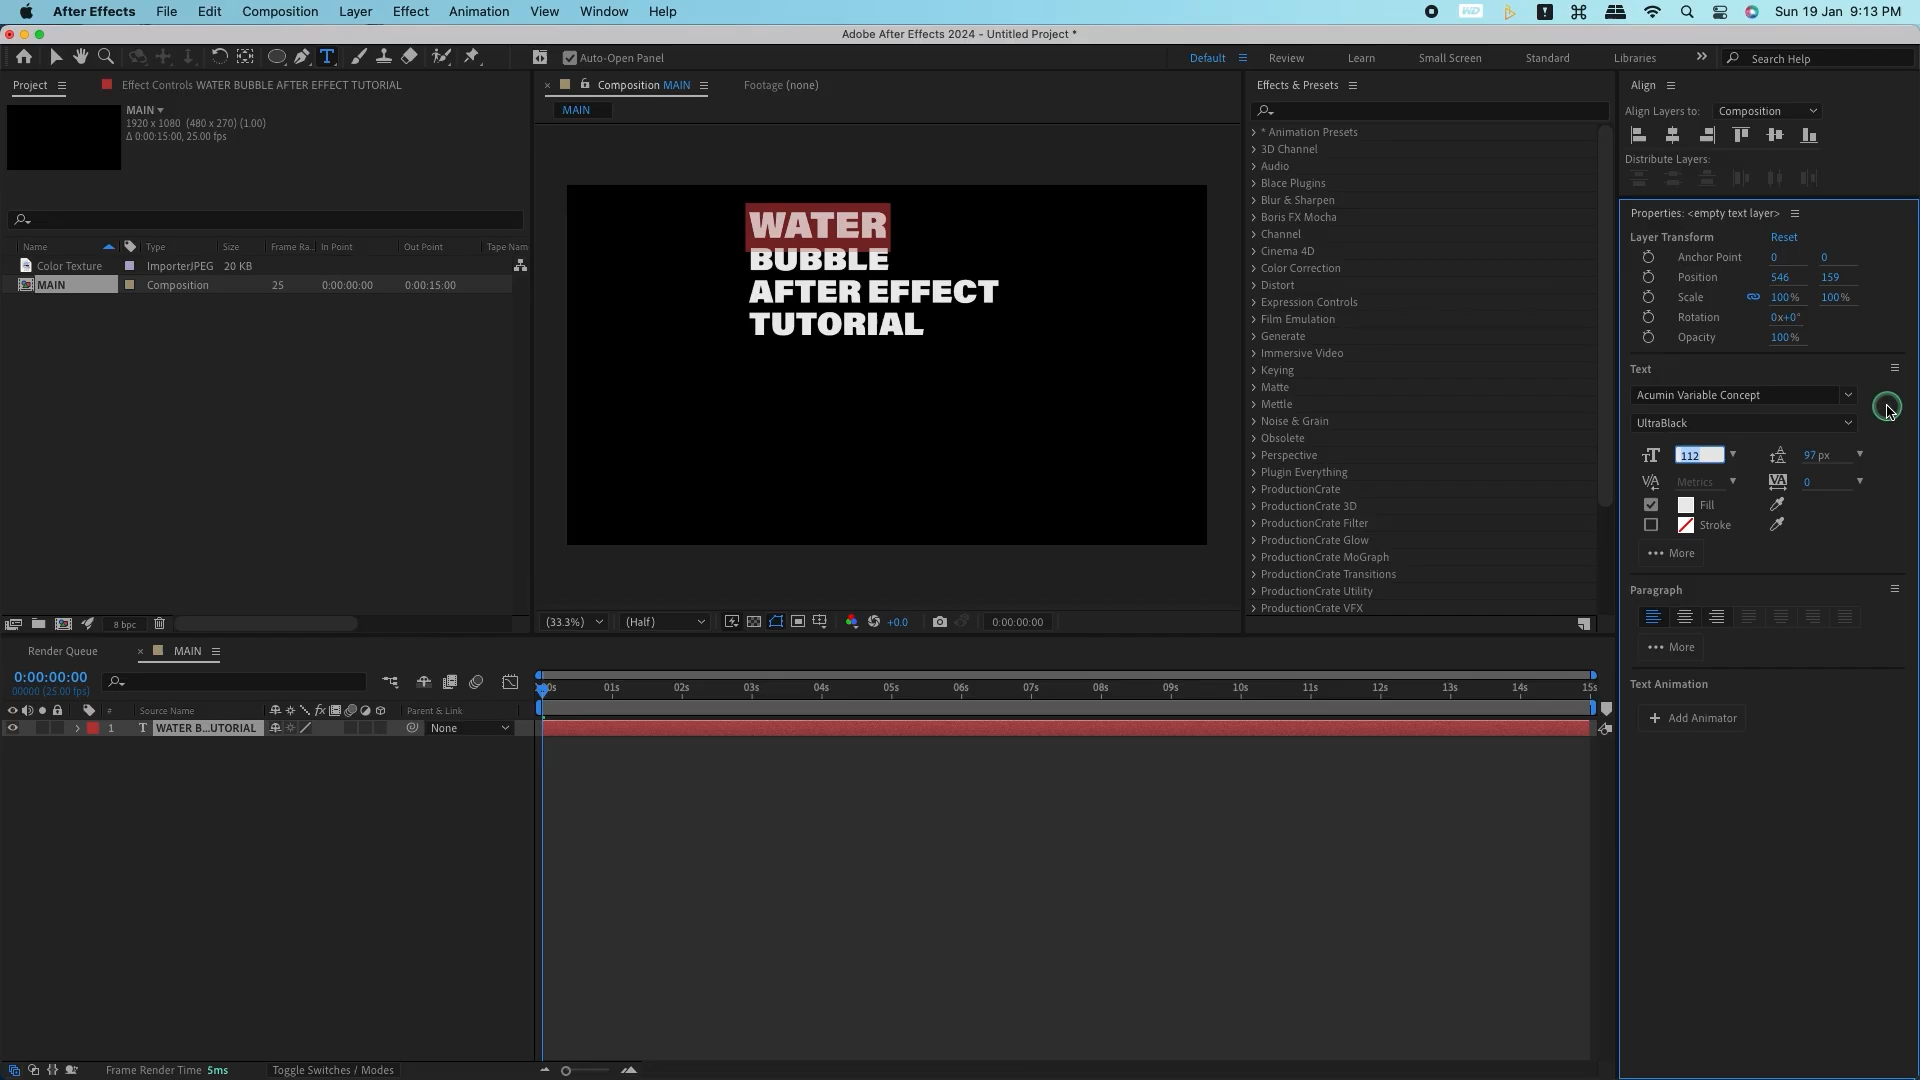 After Effects File Edit Composition Layer Effect Animation View Window Help Sun 19 Jan 9:13 PM
Adobe After Effects 2024 - Untitled Project *
Auto-Open Panel Default Review Learn Small Screen Standard Libraries Search Help
Project Effect Controls WATER BUBBLE AFTER EFFECT TUTORIAL
MAIN
1920 x 1080 (480 x 270) (1.00)
Δ 0:00:15:00, 25.00 fps
Name Type Size Frame Ra... In Point Out Point Tape Nam
Color Texture ImporterJPEG 20 KB
MAIN Composition 25 0:00:00:00 0:00:15:00
8 bpc
Composition MAIN Footage (none)
MAIN
WATER
BUBBLE
AFTER EFFECT
TUTORIAL
(33.3%) (Half) +0.0 0:00:00:00
Effects & Presets
* Animation Presets
3D Channel
Audio
Blace Plugins
Blur & Sharpen
Boris FX Mocha
Channel
Cinema 4D
Color Correction
Distort
Expression Controls
Film Emulation
Generate
Immersive Video
Keying
Matte
Mettle
Noise & Grain
Obsolete
Perspective
Plugin Everything
ProductionCrate
ProductionCrate 3D
ProductionCrate Filter
ProductionCrate Glow
ProductionCrate MoGraph
ProductionCrate Transitions
ProductionCrate Utility
ProductionCrate VFX
Align
Align Layers to: Composition
Distribute Layers:
Properties: <empty text layer>
Layer Transform Reset
Anchor Point 0 0
Position 546 159
Scale 100% 100%
Rotation 0x+0°
Opacity 100%
Text
Acumin Variable Concept
UltraBlack
112 97 px
Metrics 0
Fill
Stroke
More
Paragraph
More
Text Animation
Add Animator
Render Queue MAIN
0:00:00:00
00000 (25.00 fps)
01s 02s 03s 04s 05s 06s 07s 08s 09s 10s 11s 12s 13s 14s 15s
# Source Name fx Parent & Link
1 T WATER B...UTORIAL None
Frame Render Time 5ms Toggle Switches / Modes